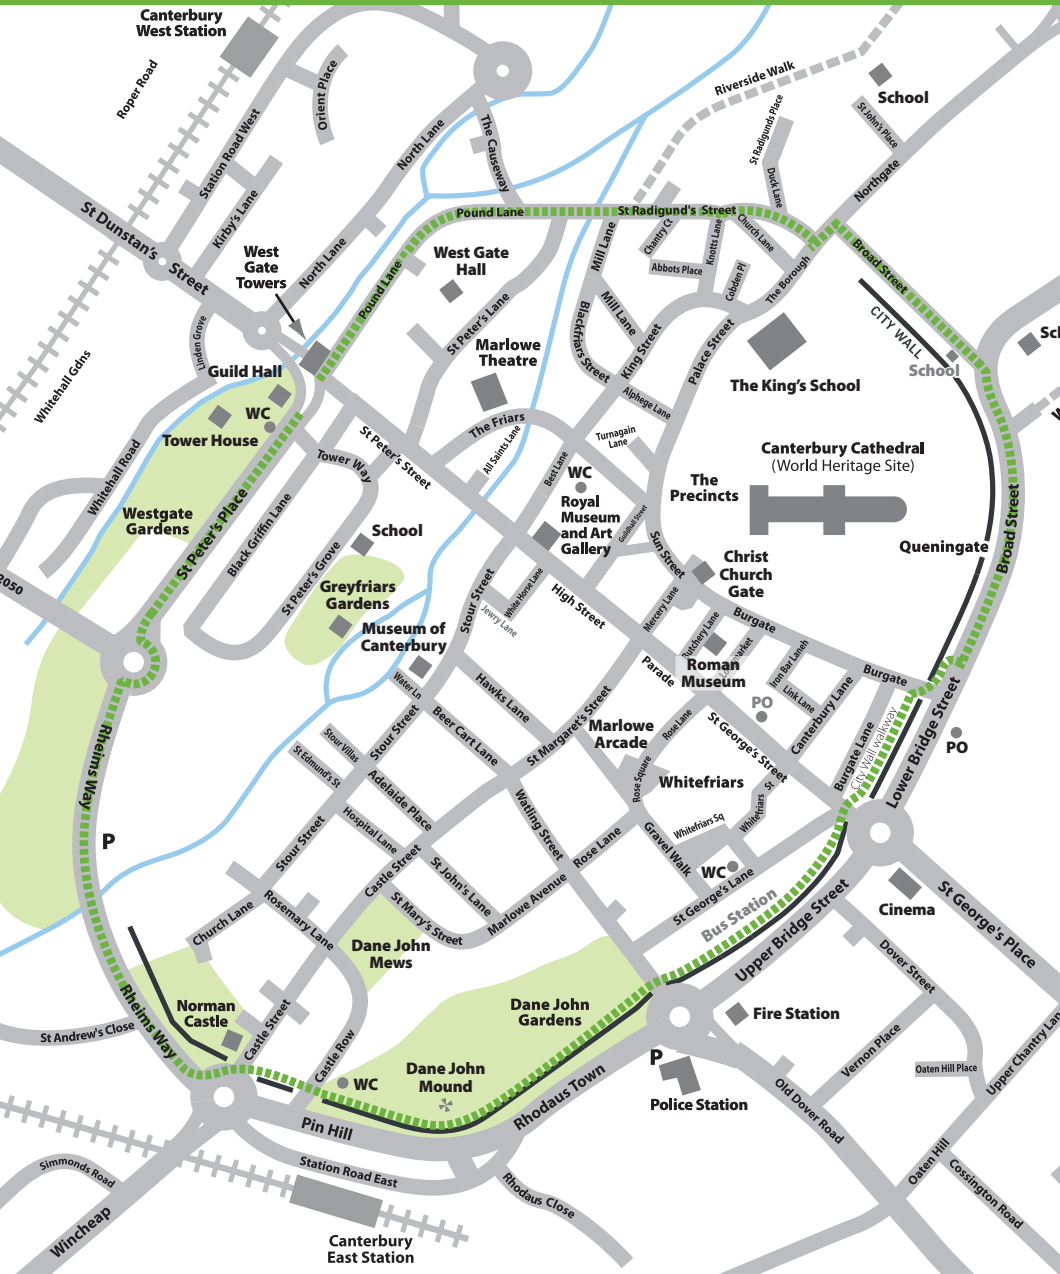 Canterbury
West Station
Roper Road
Station Road West
Orient Place
North Lane
The Causeway
Riverside Walk
School
St John's Place
St Radigunds Place
Duck Lane
Northgate
St Dunstan's
Street
Kirby's Lane
West
Gate
Towers
North Lane
Pound Lane
Pound Lane
St Radigund's Street
Mill Lane
Chantry Ct
Knotts Lane
Church Lane
Abbots Place
Cobden Pl
The Borough
Broad Street
CITY WALL
School
Sch
West Gate
Hall
St Peter's Lane
Mill Lane
Blackfriars Street
King Street
Palace Street
Alphege Lane
The King's School
Marlowe
Theatre
Linden Grove
Whitehall Gdns
Guild Hall
WC
Tower House
The Friars
All Saints Lane
St Peter's Street
Tower Way
Turnagain
Lane
Best Lane
WC
Royal
Museum
and Art
Gallery
Guildhall Street
Canterbury Cathedral
(World Heritage Site)
The
Precincts
Queningate
Broad Street
Whitehall Road
Westgate
Gardens
St Peter's Place
Black Griffin Lane
School
St Peter's Grove
Greyfriars
Gardens
Museum of
Canterbury
Stour Street
White Horse Lane
Jewry Lane
High Street
Sun Street
Christ
Church
Gate
Mercery Lane
Butchery Lane
Burgate
Burgate
Parade
Roman
Museum
Iron Bar Laneh
Link Lane
Canterbury Lane
PO
2050
Water Ln
Hawks Lane
Beer Cart Lane
St Margaret's Street
Marlowe
Arcade
Rose Lane
St George's Street
Burgate Lane
City Wall walkway
Lower Bridge Street
PO
Rheims Way
P
Stour Villas
St Edmund's St
Stour Street
Adelaide Place
Hospital Lane
Stour Street
Castle Street
Watling Street
Rose Square
Whitefriars
Whitefriars St
Whitefriars Sq
Gravel Walk
Rose Lane
WC
St George's Lane
Bus Station
Upper Bridge Street
Cinema
St George's Place
St John's Lane
St Mary's Street
Marlowe Avenue
Rosemary Lane
Church Lane
Dane John
Mews
Dover Street
Norman
Castle
Castle Street
Castle Row
Dane John
Gardens
Dane John
Mound
WC
Rheims Way
St Andrew's Close
Fire Station
P
Police Station
Vernon Place
Oaten Hill Place
Upper Chantry Lan
Old Dover Road
Oaten Hill
Cossington Road
Rhodaus Town
Pin Hill
Station Road East
Rhodaus Close
Simmonds Road
Wincheap
Canterbury
East Station